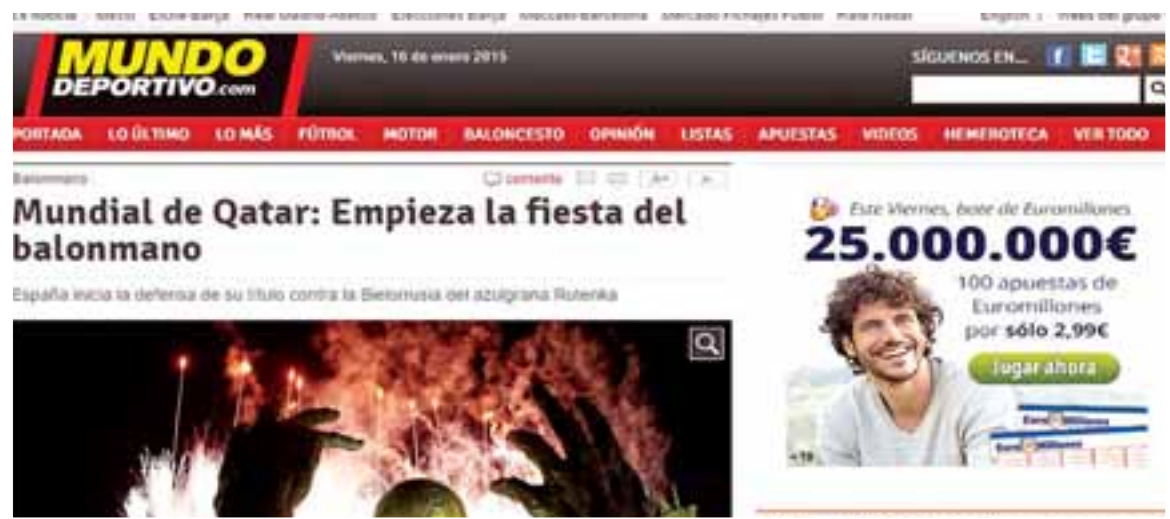 MUNDO
DEPORTIVO.com
Viernes, 16 de enero 2015
SÍGUENOS EN...
PORTADA LO ÚLTIMO LO MÁS FÚTBOL MOTOR BALONCESTO OPINIÓN LISTAS APUESTAS VIDEOS HEMEROTECA VER TODO
Balonmano
comenta
A+
Mundial de Qatar: Empieza la fiesta del
balonmano
España inicia la defensa de su título contra la Bielorrusia del azulgrana Rutenka
Este Viernes, bote de Euromillones
25.000.000€
100 apuestas de
Euromillones
por sólo 2,99€
Jugar ahora
+18